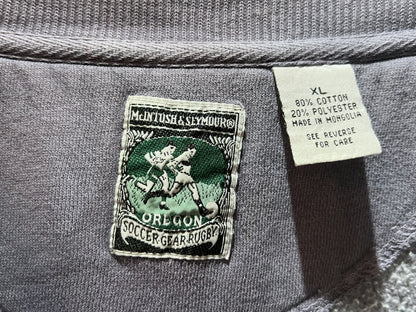 McINTOSH & SEYMOUR®
OREGON
SOCCER GEAR·RUGBY
XL
80% COTTON
20% POLYESTER
MADE IN MONGOLIA
SEE REVERSE
FOR CARE